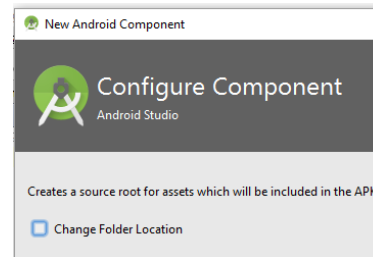 New Android Component
Configure Component
Android Studio
Creates a source root for assets which will be included in the APK
Change Folder Location